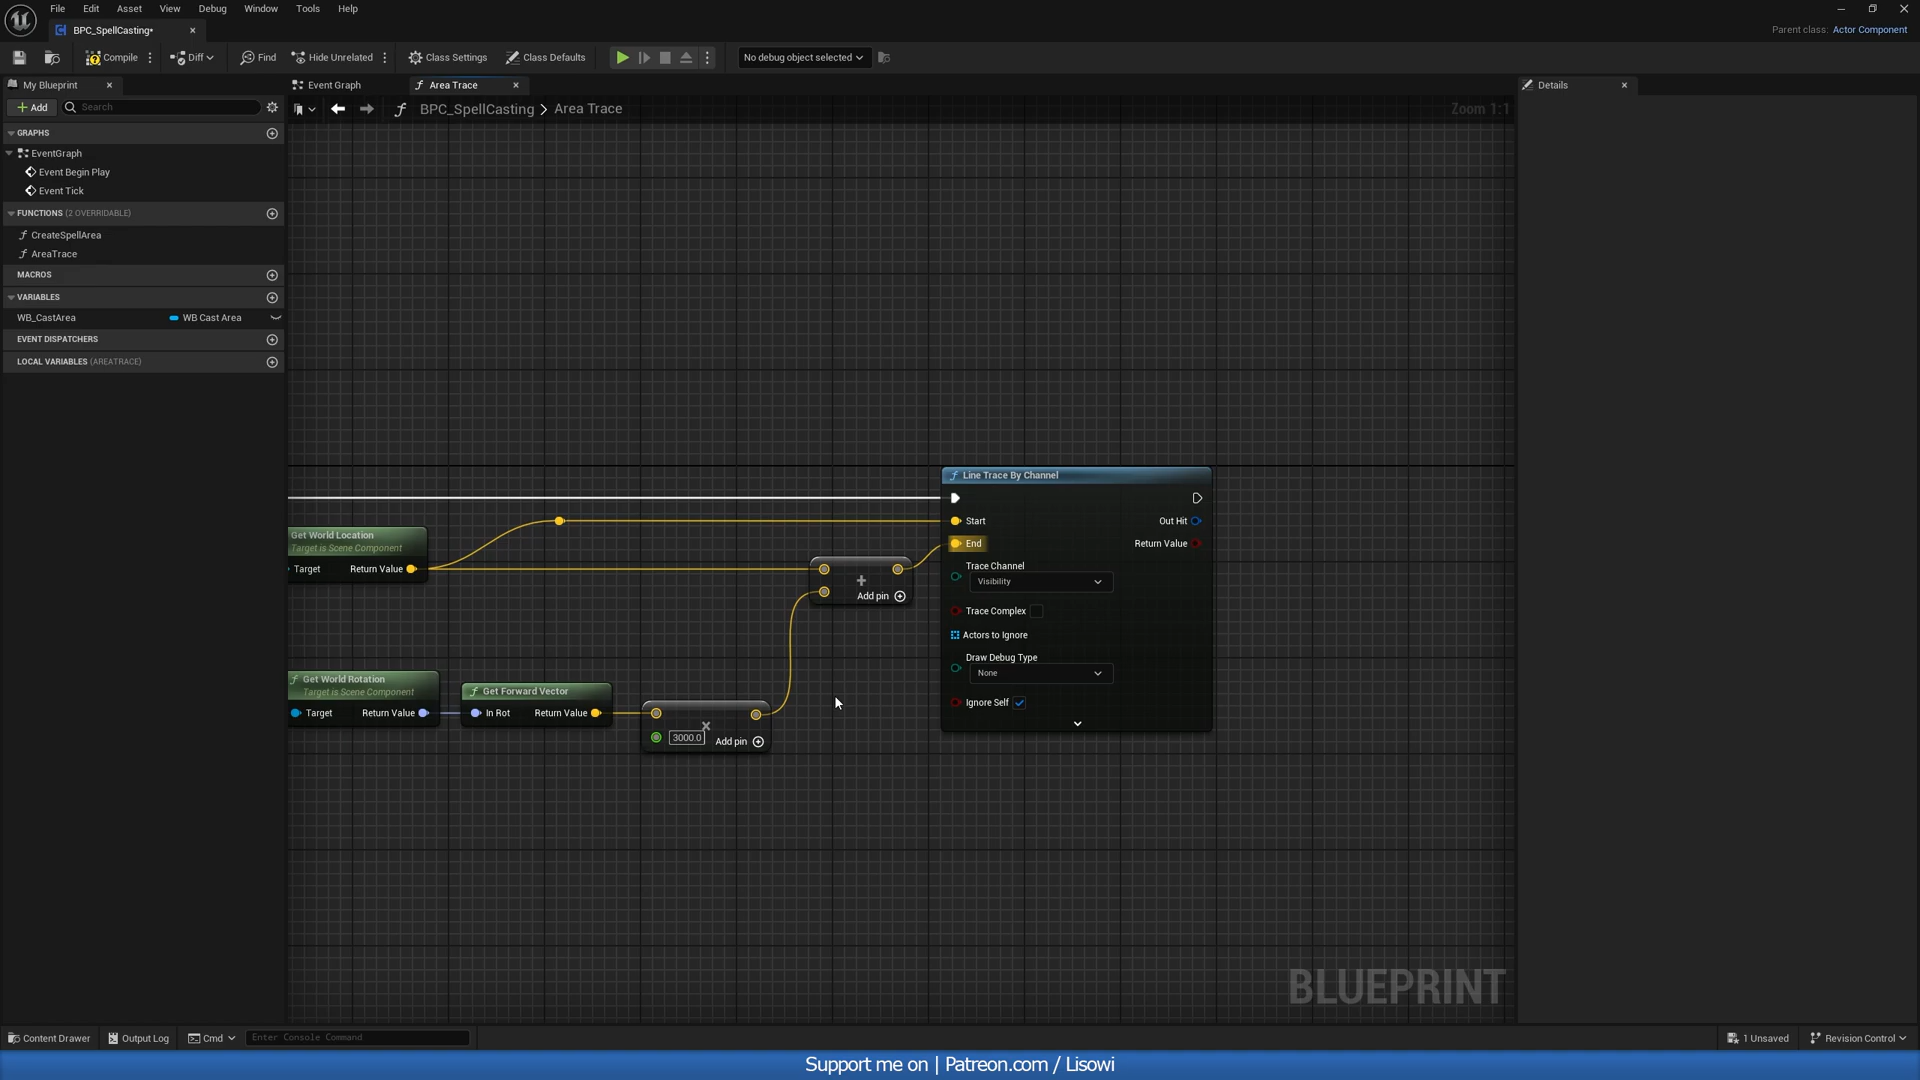 File Edit Asset View Debug Window Tools Help
BPC_SpellCasting•
Parent class: Actor Component
Compile Diff Find Hide Unrelated Class Settings Class Defaults No debug object selected
My Blueprint
Event Graph
Area Trace
Details
Add Search
BPC_SpellCasting > Area Trace
Zoom 1:1
GRAPHS
EventGraph
Event Begin Play
Event Tick
FUNCTIONS (2 OVERRIDABLE)
CreateSpellArea
AreaTrace
MACROS
VARIABLES
WB_CastArea WB Cast Area
EVENT DISPATCHERS
LOCAL VARIABLES (AREATRACE)
Get World Location
Target is Scene Component
Target Return Value
Get World Rotation
Target is Scene Component
Target Return Value
Get Forward Vector
In Rot Return Value
3000.0 Add pin
Add pin
Line Trace By Channel
Start Out Hit
End Return Value
Trace Channel
Visibility
Trace Complex
Actors to Ignore
Draw Debug Type
None
Ignore Self
BLUEPRINT
Content Drawer Output Log Cmd Enter Console Command 1 Unsaved Revision Control
Support me on | Patreon.com / Lisowi